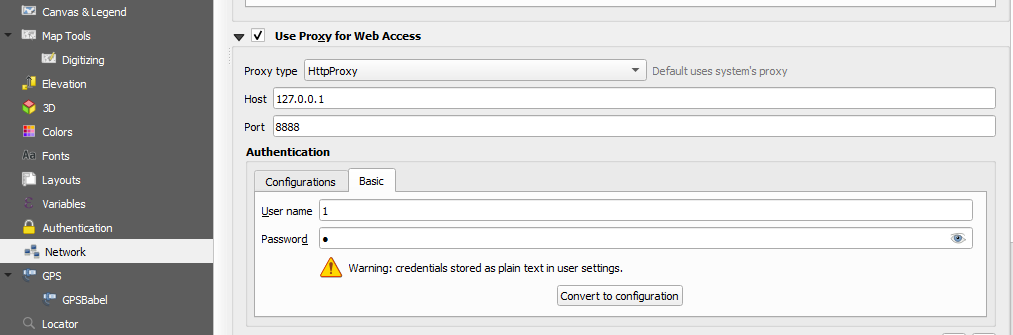 Canvas & Legend
Map Tools
Digitizing
Elevation
3D
Colors
Aa Fonts
Layouts
Variables
Authentication
Network
GPS
GPSBabel
Locator
Use Proxy for Web Access
Proxy type HttpProxy Default uses system's proxy
Host 127.0.0.1
Port 8888
Authentication
Configurations Basic
User name 1
Password ●
Warning: credentials stored as plain text in user settings.
Convert to configuration